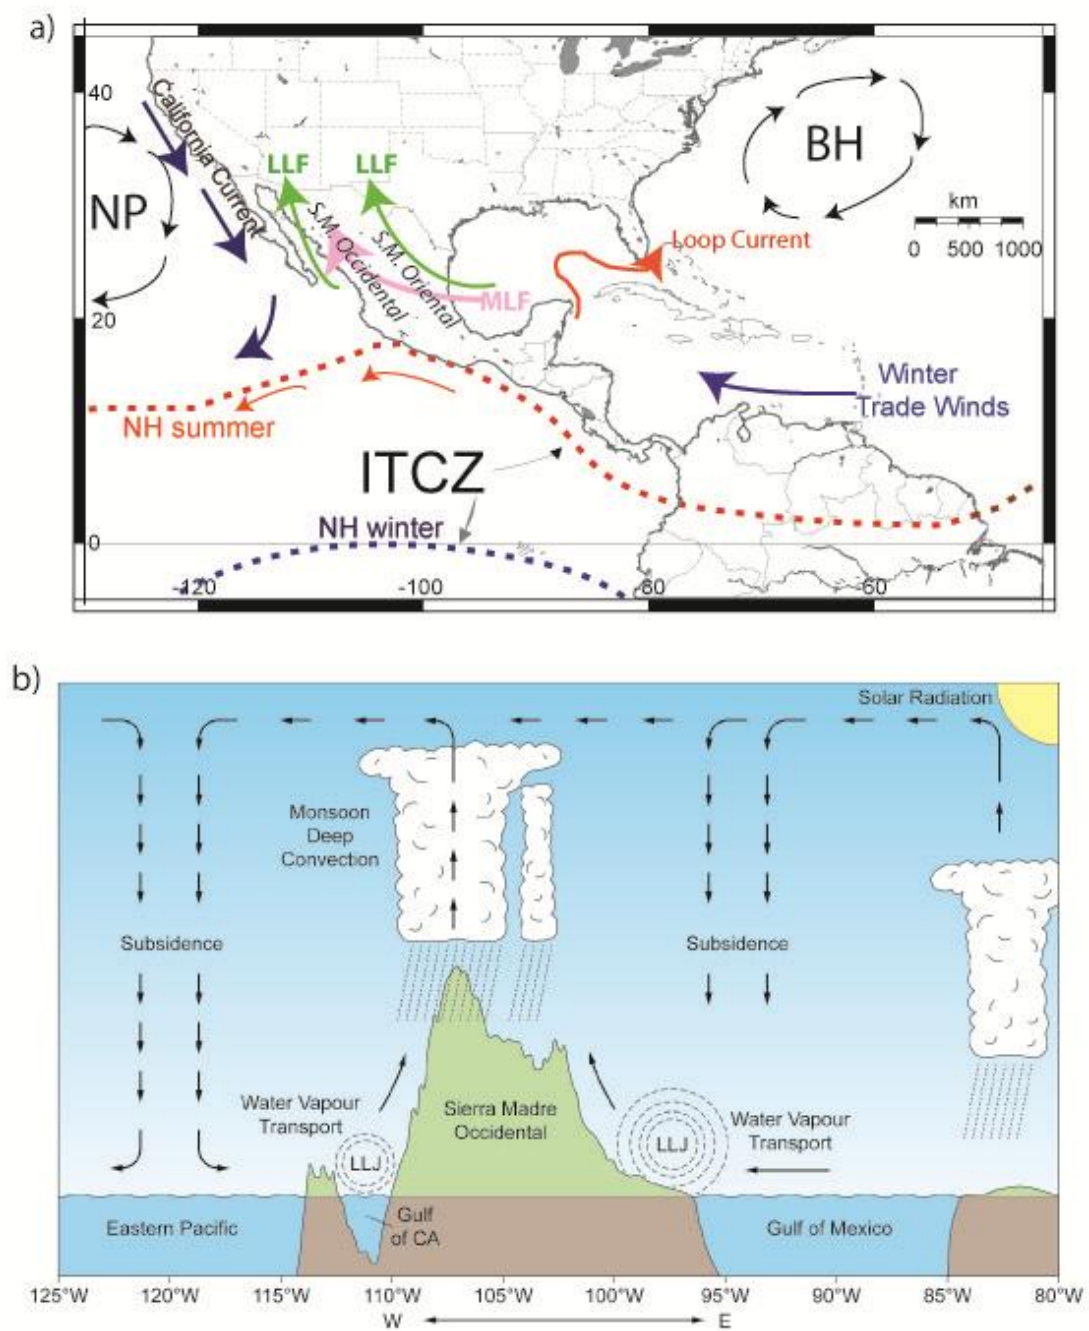 a)
40
California Current
NP
LLF
LLF
BH
km
0 500 1000
S.M. Occidental
S.M. Oriental
MLF
Loop Current
20
Winter
Trade Winds
NH summer
ITCZ
NH winter
0
-120 -100 -80 -60
b)
Solar Radiation
Monsoon
Deep
Convection
Subsidence
Subsidence
Water Vapour
Transport
Sierra Madre
Occidental
Water Vapour
Transport
LLJ
LLJ
Eastern Pacific
Gulf
of CA
Gulf of Mexico
125°W 120°W 115°W 110°W 105°W 100°W 95°W 90°W 85°W 80°W
W E